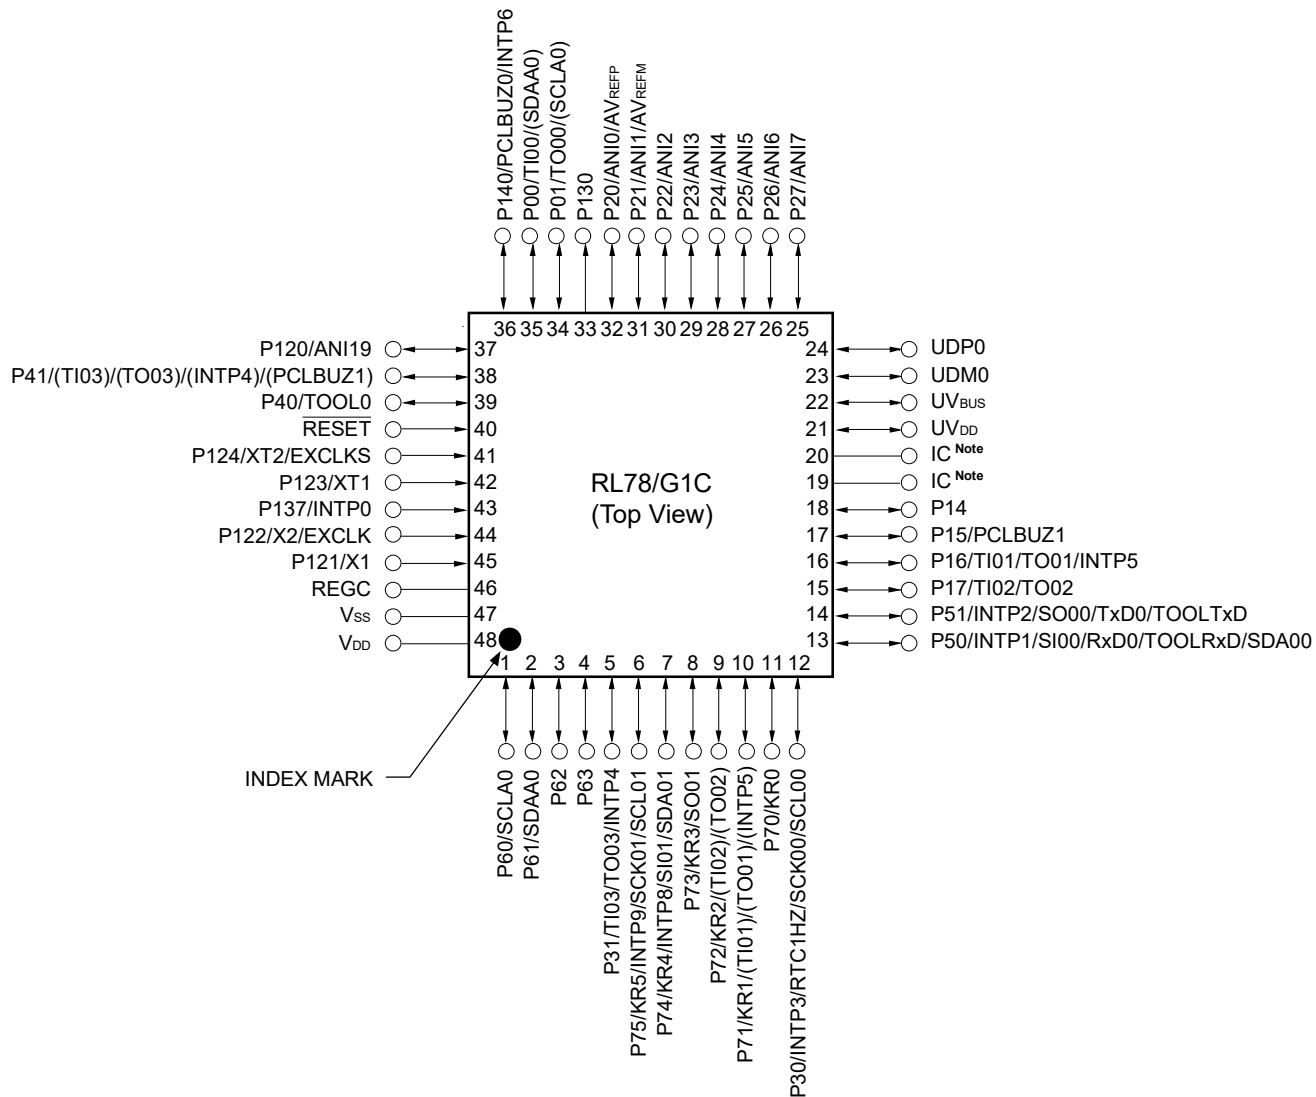 P140/PCLBUZ0/INTP6
P00/TI00/(SDAA0)
P01/TO00/(SCLA0)
P130
P20/ANI0/AVREFP
P21/ANI1/AVREFM
P22/ANI2
P23/ANI3
P24/ANI4
P25/ANI5
P26/ANI6
P27/ANI7
36 35 34 33 32 31 30 29 28 27 26 25
P120/ANI19 37
P41/(TI03)/(TO03)/(INTP4)/(PCLBUZ1) 38
P40/TOOL0 39
RESET 40
P124/XT2/EXCLKS 41
P123/XT1 42
P137/INTP0 43
P122/X2/EXCLK 44
P121/X1 45
REGC 46
VSS 47
VDD 48
RL78/G1C
(Top View)
24 UDP0
23 UDM0
22 UVBUS
21 UVDD
20 IC Note
19 IC Note
18 P14
17 P15/PCLBUZ1
16 P16/TI01/TO01/INTP5
15 P17/TI02/TO02
14 P51/INTP2/SO00/TxD0/TOOLTxD
13 P50/INTP1/SI00/RxD0/TOOLRxD/SDA00
1 2 3 4 5 6 7 8 9 10 11 12
INDEX MARK
P60/SCLA0
P61/SDAA0
P62
P63
P31/TI03/TO03/INTP4
P75/KR5/INTP9/SCK01/SCL01
P74/KR4/INTP8/SI01/SDA01
P73/KR3/SO01
P72/KR2/(TI02)/(TO02)
P71/KR1/(TI01)/(TO01)/(INTP5)
P70/KR0
P30/INTP3/RTC1HZ/SCK00/SCL00